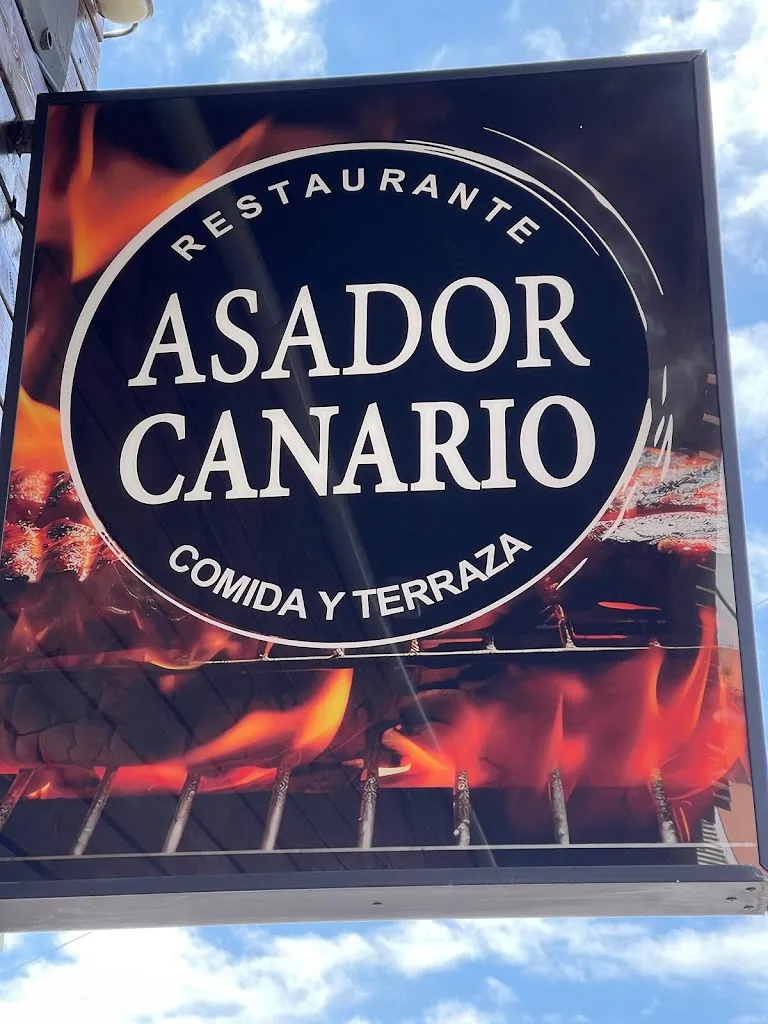 RESTAURANTE
ASADOR
CANARIO
COMIDA Y TERRAZA